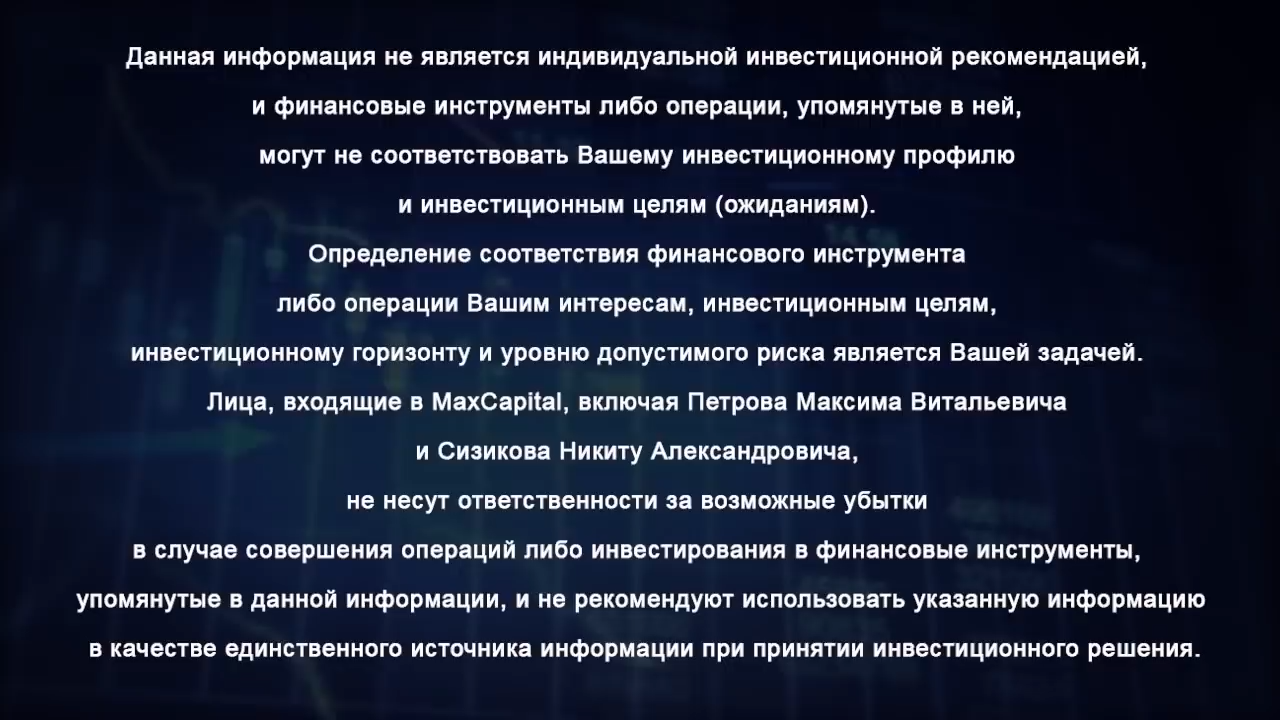 Данная информация не является индивидуальной инвестиционной рекомендацией,
и финансовые инструменты либо операции, упомянутые в ней,
могут не соответствовать Вашему инвестиционному профилю
и инвестиционным целям (ожиданиям).
Определение соответствия финансового инструмента
либо операции Вашим интересам, инвестиционным целям,
инвестиционному горизонту и уровню допустимого риска является Вашей задачей.
Лица, входящие в MaxCapital, включая Петрова Максима Витальевича
и Сизикова Никиту Александровича,
не несут ответственности за возможные убытки
в случае совершения операций либо инвестирования в финансовые инструменты,
упомянутые в данной информации, и не рекомендуют использовать указанную информацию
в качестве единственного источника информации при принятии инвестиционного решения.